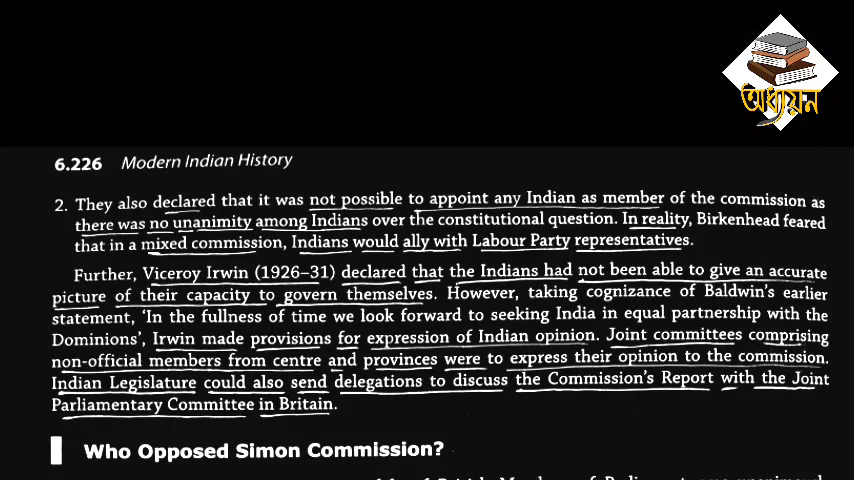 অধ্যয়ন
6.226 Modern Indian History
2. They also declared that it was not possible to appoint any Indian as member of the commission as
there was no unanimity among Indians over the constitutional question. In reality, Birkenhead feared
that in a mixed commission, Indians would ally with Labour Party representatives.
Further, Viceroy Irwin (1926–31) declared that the Indians had not been able to give an accurate
picture of their capacity to govern themselves. However, taking cognizance of Baldwin's earlier
statement, 'In the fullness of time we look forward to seeking India in equal partnership with the
Dominions', Irwin made provisions for expression of Indian opinion. Joint committees comprising
non-official members from centre and provinces were to express their opinion to the commission.
Indian Legislature could also send delegations to discuss the Commission's Report with the Joint
Parliamentary Committee in Britain.
Who Opposed Simon Commission?